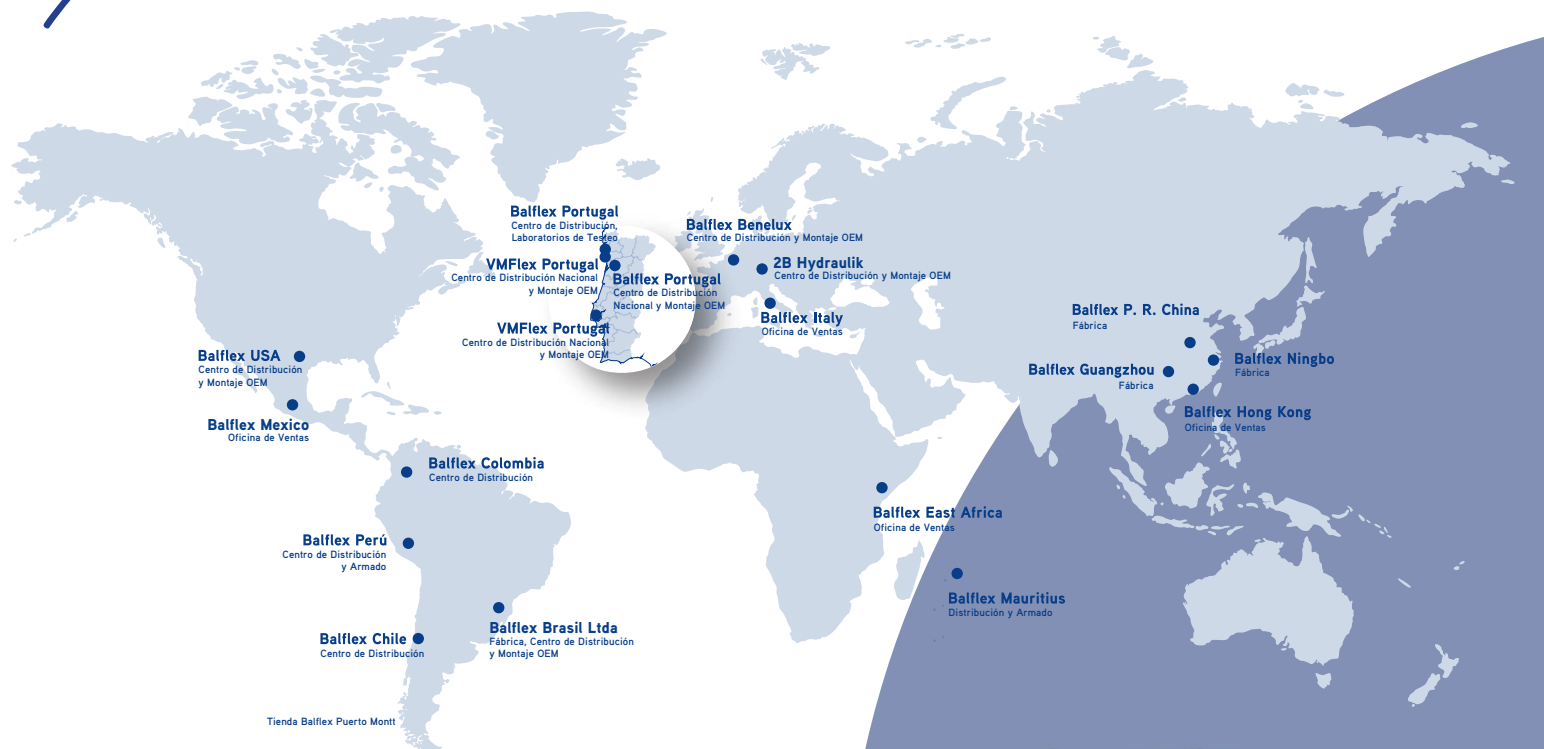 Balflex Portugal
Centro de Distribución,
Laboratorios de Testeo
VMFlex Portugal
Centro de Distribución Nacional
y Montaje OEM
Balflex Portugal
Centro de Distribución
Nacional y Montaje OEM
VMFlex Portugal
Centro de Distribución Nacional
y Montaje OEM
Balflex Benelux
Centro de Distribución y Montaje OEM
2B Hydraulik
Centro de Distribución y Montaje OEM
Balflex Italy
Oficina de Ventas
Balflex P. R. China
Fábrica
Balflex Ningbo
Fábrica
Balflex Guangzhou
Fábrica
Balflex Hong Kong
Oficina de Ventas
Balflex USA
Centro de Distribución
y Montaje OEM
Balflex Mexico
Oficina de Ventas
Balflex Colombia
Centro de Distribución
Balflex East Africa
Oficina de Ventas
Balflex Perú
Centro de Distribución
y Armado
Balflex Mauritius
Distribución y Armado
Balflex Brasil Ltda
Fábrica, Centro de Distribución
y Montaje OEM
Balflex Chile
Centro de Distribución
Tienda Balflex Puerto Montt